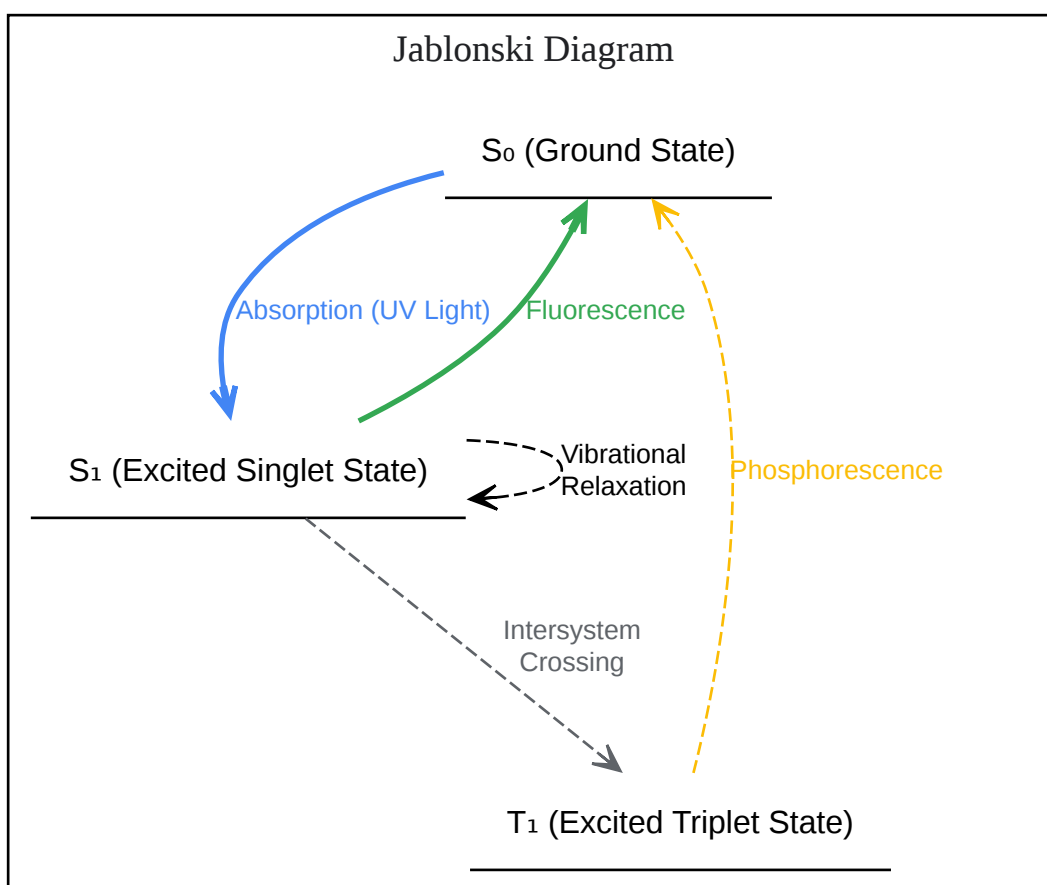 Jablonski Diagram
S₀ (Ground State)
Absorption (UV Light)
Fluorescence
S₁ (Excited Singlet State)
Vibrational
Relaxation
Phosphorescence
Intersystem
Crossing
T₁ (Excited Triplet State)